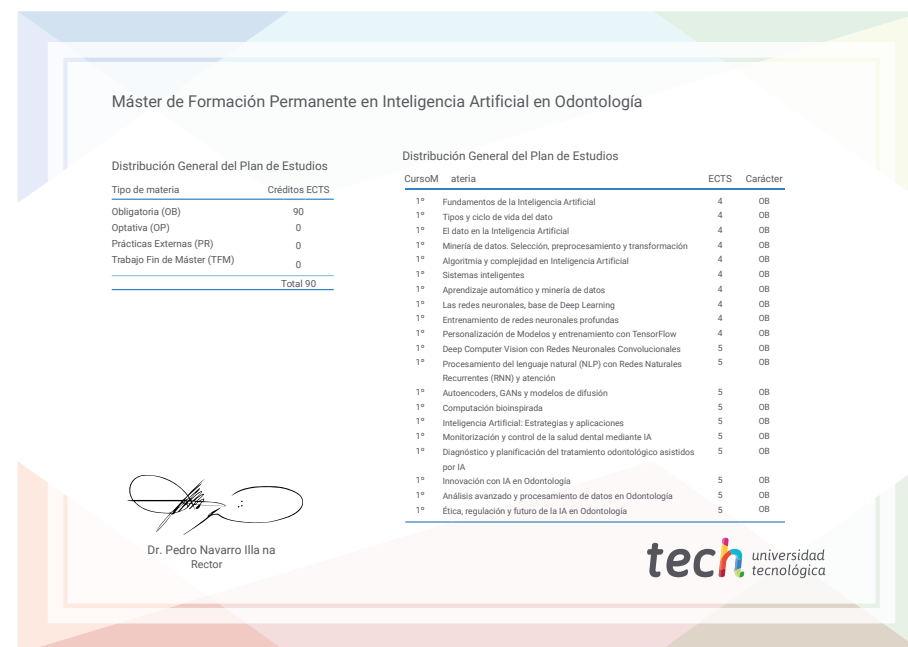 Máster de Formación Permanente en Inteligencia Artificial en Odontología
Distribución General del Plan de Estudios
Tipo de materia Créditos ECTS
Obligatoria (OB) 90
Optativa (OP) 0
Prácticas Externas (PR) 0
Trabajo Fin de Máster (TFM) 0
Total 90
Distribución General del Plan de Estudios
CursoM ateria ECTS Carácter
1º Fundamentos de la Inteligencia Artificial 4 OB
1º Tipos y ciclo de vida del dato 4 OB
1º El dato en la Inteligencia Artificial 4 OB
1º Minería de datos. Selección, preprocesamiento y transformación 4 OB
1º Algoritmia y complejidad en Inteligencia Artificial 4 OB
1º Sistemas inteligentes 4 OB
1º Aprendizaje automático y minería de datos 4 OB
1º Las redes neuronales, base de Deep Learning 4 OB
1º Entrenamiento de redes neuronales profundas 4 OB
1º Personalización de Modelos y entrenamiento con TensorFlow 4 OB
1º Deep Computer Vision con Redes Neuronales Convolucionales 5 OB
1º Procesamiento del lenguaje natural (NLP) con Redes Naturales 5 OB
Recurrentes (RNN) y atención
1º Autoencoders, GANs y modelos de difusión 5 OB
1º Computación bioinspirada 5 OB
1º Inteligencia Artificial: Estrategias y aplicaciones 5 OB
1º Monitorización y control de la salud dental mediante IA 5 OB
1º Diagnóstico y planificación del tratamiento odontológico asistidos 5 OB
por IA
1º Innovación con IA en Odontología 5 OB
1º Análisis avanzado y procesamiento de datos en Odontología 5 OB
1º Ética, regulación y futuro de la IA en Odontología 5 OB
Dr. Pedro Navarro Illa na
Rector
tech universidad
tecnológica